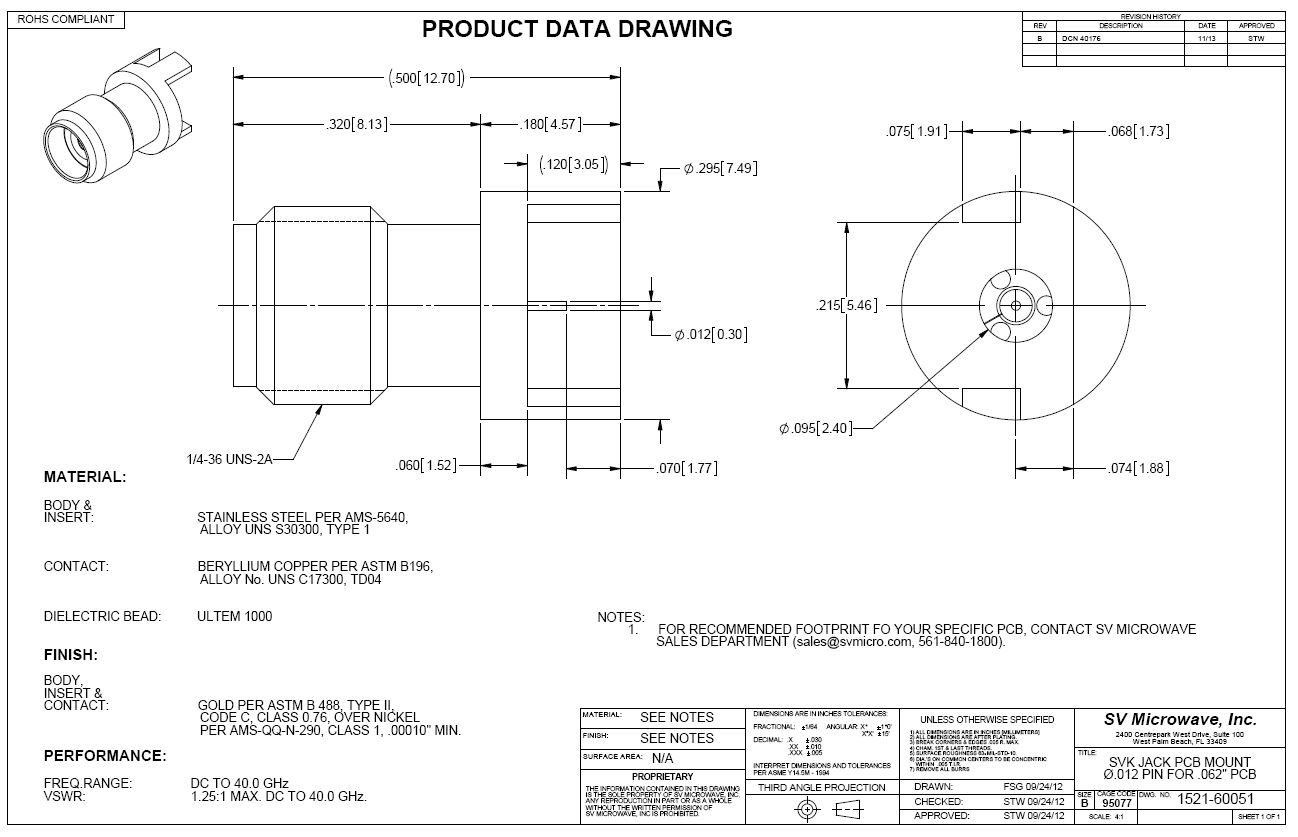 ROHS COMPLIANT
PRODUCT DATA DRAWING
REVISION HISTORY
REV DESCRIPTION DATE APPROVED
B DCN 40176 11/13 STW
(.500[12.70])
.320[8.13]
.180[4.57]
(.120[3.05])
Ø.295[7.49]
Ø.012[0.30]
1/4-36 UNS-2A
.060[1.52]
.070[1.77]
.075[1.91]
.068[1.73]
.215[5.46]
Ø.095[2.40]
.074[1.88]
MATERIAL:
BODY &
INSERT: STAINLESS STEEL PER AMS-5640,
ALLOY UNS S30300, TYPE 1
CONTACT: BERYLLIUM COPPER PER ASTM B196,
ALLOY No. UNS C17300, TD04
DIELECTRIC BEAD: ULTEM 1000
FINISH:
BODY,
INSERT &
CONTACT: GOLD PER ASTM B 488, TYPE II,
CODE C, CLASS 0.76, OVER NICKEL
PER AMS-QQ-N-290, CLASS 1, .00010" MIN.
PERFORMANCE:
FREQ.RANGE: DC TO 40.0 GHz
VSWR: 1.25:1 MAX. DC TO 40.0 GHz.
NOTES:
1. FOR RECOMMENDED FOOTPRINT FO YOUR SPECIFIC PCB, CONTACT SV MICROWAVE
SALES DEPARTMENT (sales@svmicro.com, 561-840-1800).
MATERIAL: SEE NOTES
FINISH: SEE NOTES
SURFACE AREA: N/A
PROPRIETARY
THE INFORMATION CONTAINED IN THIS DRAWING
IS THE SOLE PROPERTY OF SV MICROWAVE, INC.
ANY REPRODUCTION IN PART OR AS A WHOLE
WITHOUT THE WRITTEN PERMISSION OF
SV MICROWAVE, INC IS PROHIBITED.
DIMENSIONS ARE IN INCHES TOLERANCES:
FRACTIONAL: ±1/64 ANGULAR: X° ±1°0'
X°X' ±15'
DECIMAL: .X ±.030
.XX ±.010
.XXX ±.005
INTERPRET DIMENSIONS AND TOLERANCES
PER ASME Y14.5M - 1994
THIRD ANGLE PROJECTION
UNLESS OTHERWISE SPECIFIED
1) ALL DIMENSIONS ARE IN INCHES [MILLIMETERS]
2) ALL DIMENSIONS ARE AFTER PLATING.
3) BREAK CORNERS & EDGES .005 R. MAX.
4) CHAM. 1ST & LAST THREADS.
5) SURFACE ROUGHNESS 63 MIL-STD-10.
6) DIA.'S ON COMMON CENTERS TO BE CONCENTRIC
WITHIN .005 T.I.R.
7) REMOVE ALL BURRS
DRAWN: FSG 09/24/12
CHECKED: STW 09/24/12
APPROVED: STW 09/24/12
SV Microwave, Inc.
2400 Centrepark West Drive, Suite 100
West Palm Beach, FL 33409
TITLE:
SVK JACK PCB MOUNT
Ø.012 PIN FOR .062" PCB
SIZE B
CAGE CODE 95077
DWG. NO. 1521-60051
SCALE: 4:1
SHEET 1 OF 1